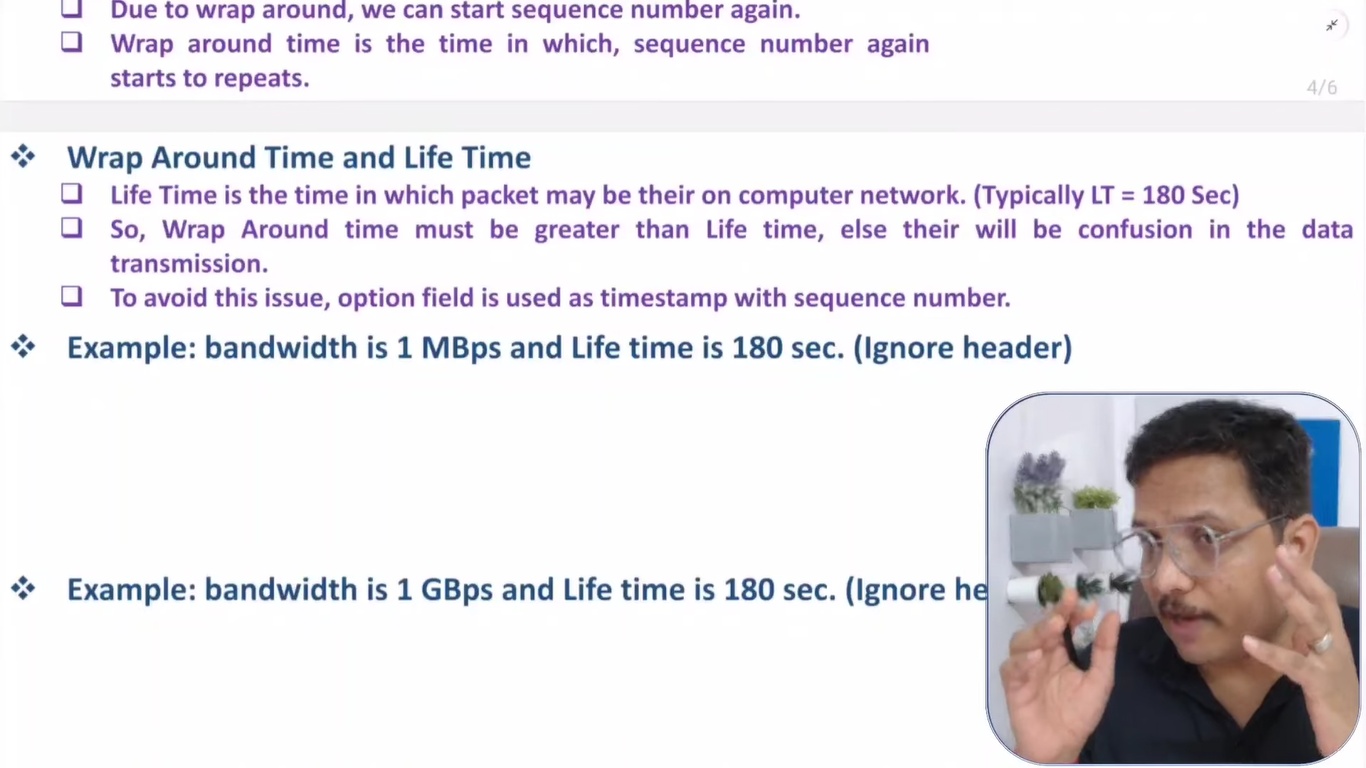 Due to wrap around, we can start sequence number again.
Wrap around time is the time in which, sequence number again
starts to repeats.
4/6
Wrap Around Time and Life Time
Life Time is the time in which packet may be their on computer network. (Typically LT = 180 Sec)
So, Wrap Around time must be greater than Life time, else their will be confusion in the data
transmission.
To avoid this issue, option field is used as timestamp with sequence number.
Example: bandwidth is 1 MBps and Life time is 180 sec. (Ignore header)
Example: bandwidth is 1 GBps and Life time is 180 sec. (Ignore he